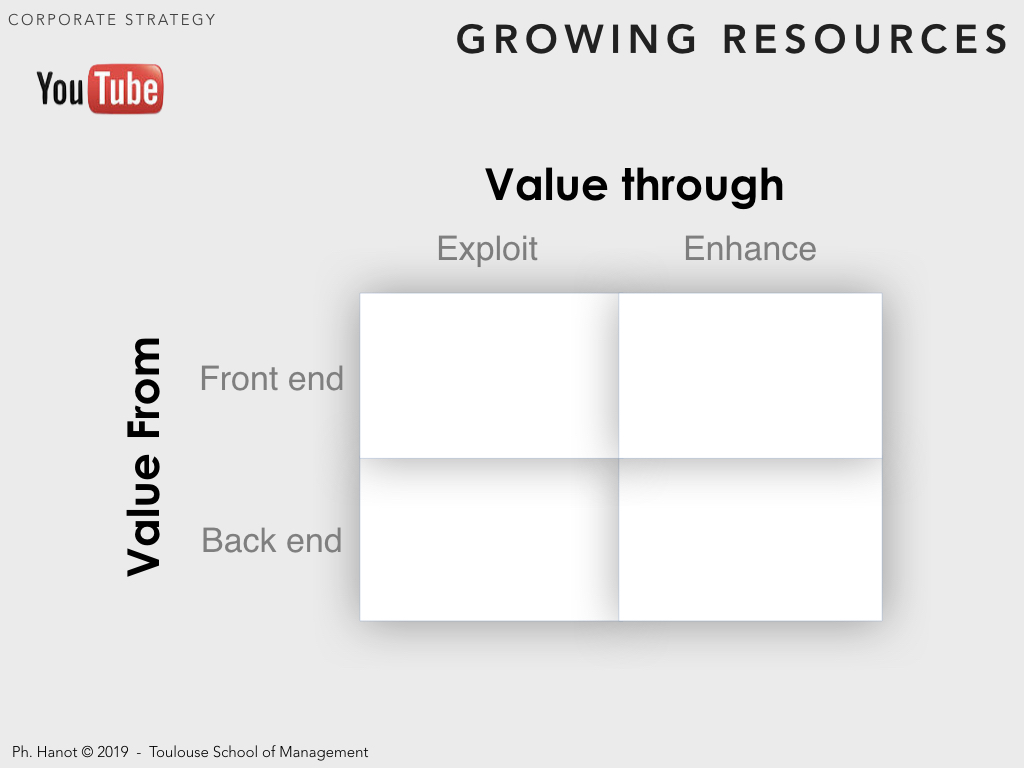 CORPORATE STRATEGY
GROWING RESOURCES
YouTube
Value through
Exploit Enhance
Value From
Front end
Back end
Ph. Hanot © 2019 - Toulouse School of Management